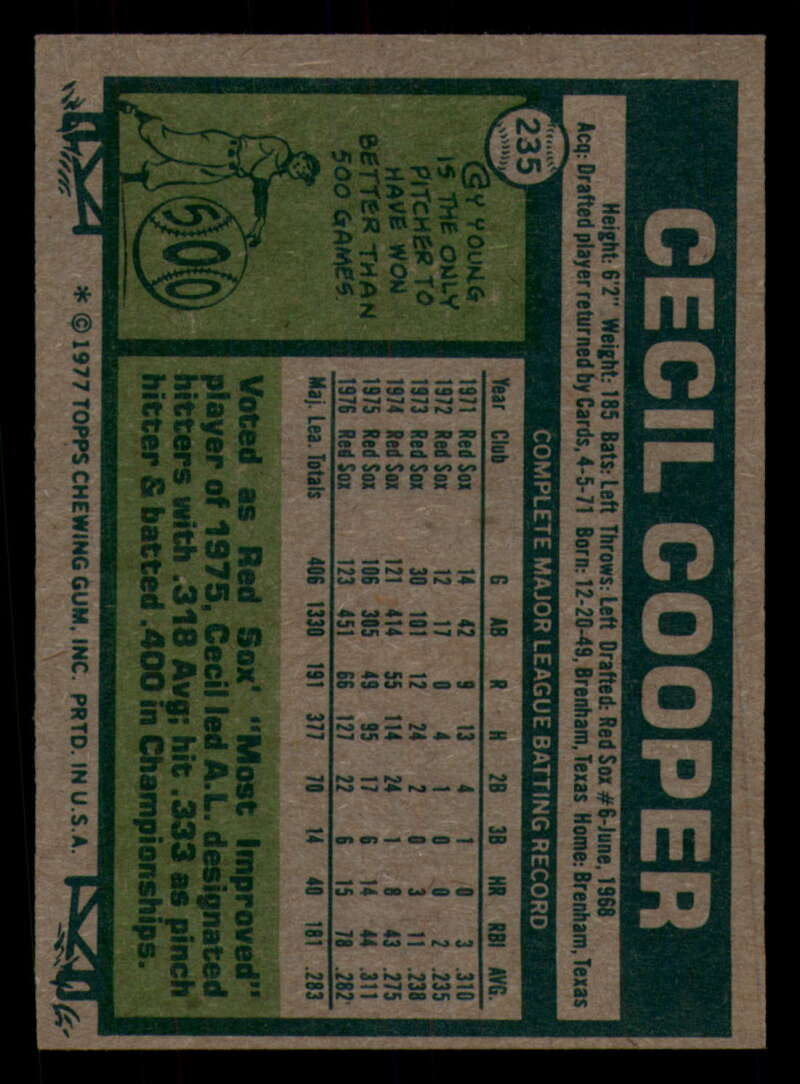 235
CECIL COOPER
Height: 6'2" Weight: 185 Bats: Left Throws: Left Drafted: Red Sox #6-June, 1968
Acq: Drafted player returned by Cards, 4-5-71 Born: 12-20-49, Brenham, Texas Home: Brenham, Texas
COMPLETE MAJOR LEAGUE BATTING RECORD
CY YOUNG
IS THE ONLY
PITCHER TO
HAVE WON
BETTER THAN
500 GAMES.
500
Year Club G AB R H 2B 3B HR RBI AVG.
1971 Red Sox 14 42 9 13 4 1 0 3 .310
1972 Red Sox 12 17 0 4 1 0 0 2 .235
1973 Red Sox 30 101 12 24 2 0 3 11 .238
1974 Red Sox 121 414 55 114 24 1 8 43 .275
1975 Red Sox 106 305 49 95 17 6 14 44 .311
1976 Red Sox 123 451 66 127 22 6 15 78 .282
Maj. Lea. Totals 406 1330 191 377 70 14 40 181 .283
Voted as Red Sox' "Most Improved"
player of 1975, Cecil led A.L. designated
hitters with .318 Avg; hit .333 as pinch
hitter & batted .400 in Championships.
* © 1977 TOPPS CHEWING GUM, INC. PRTD. IN U.S.A.